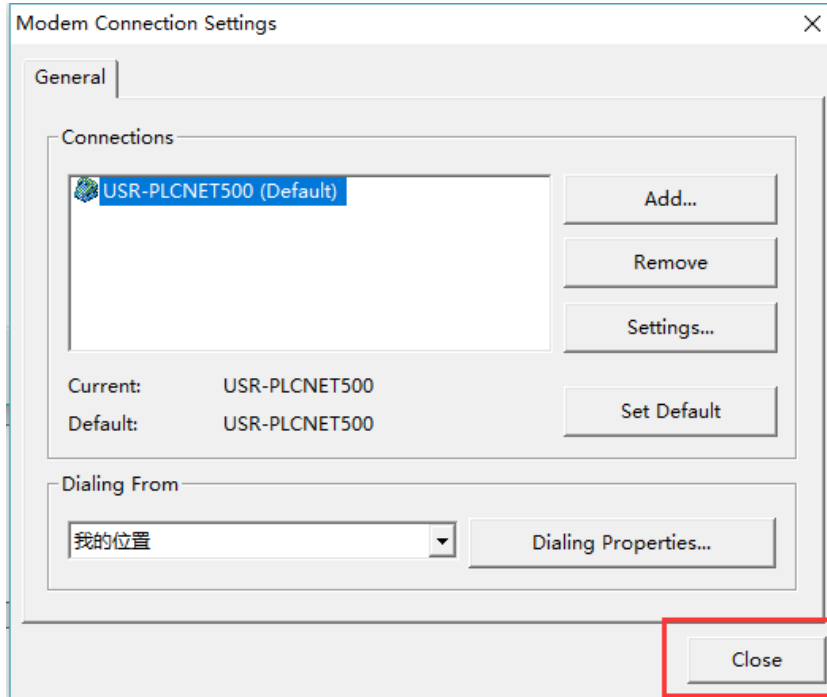 Modem Connection Settings
General
Connections
USR-PLCNET500 (Default)
Add...
Remove
Settings...
Current: USR-PLCNET500
Default: USR-PLCNET500
Set Default
Dialing From
我的位置
Dialing Properties...
Close